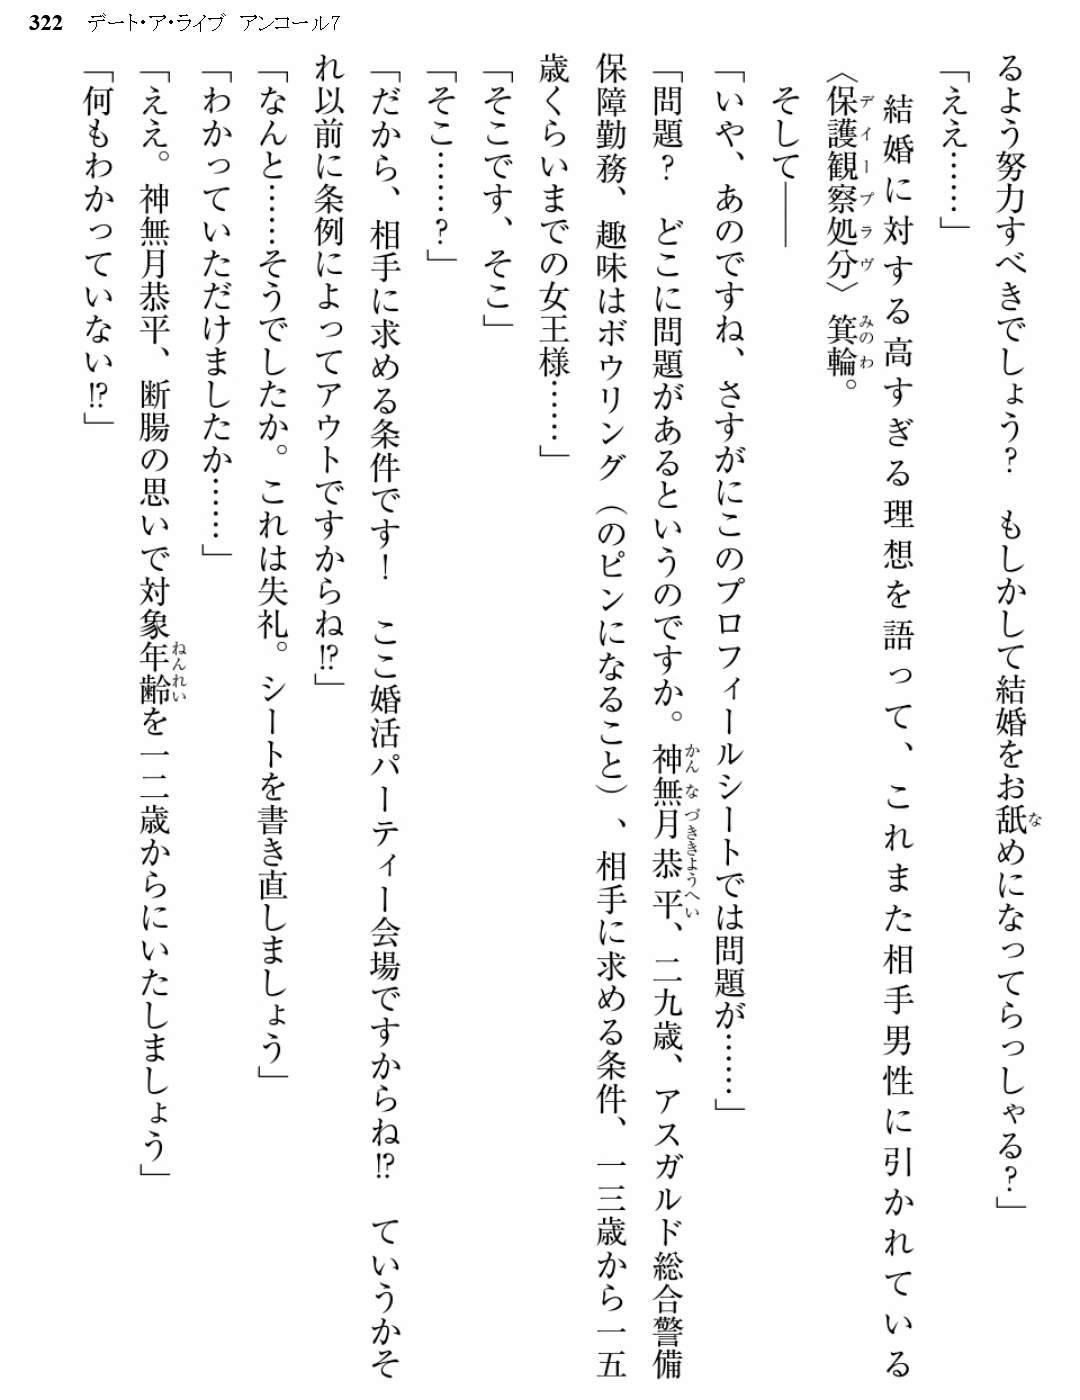 322 デート・ア・ライブ アンコール7
るよう努力すべきでしょう？　もしかして結婚をお舐めになってらっしゃる？」
「ええ……」
　結婚に対する高すぎる理想を語って、これまた相手男性に引かれている
〈保護観察処分〉箕輪。
　そして――
「いや、あのですね、さすがにこのプロフィールシートでは問題が……」
「問題？　どこに問題があるというのですか。神無月恭平、二九歳、アスガルド総合警備
保障勤務、趣味はボウリング（のピンになること）、相手に求める条件、一三歳から一五
歳くらいまでの女王様……」
「そこです、そこ」
「そこ……？」
「だから、相手に求める条件です！　ここ婚活パーティー会場ですからね!?　ていうかそ
れ以前に条例によってアウトですからね!?」
「なんと……そうでしたか。これは失礼。シートを書き直しましょう」
「わかっていただけましたか……」
「ええ。神無月恭平、断腸の思いで対象年齢を一二歳からにいたしましょう」
「何もわかっていない!?」